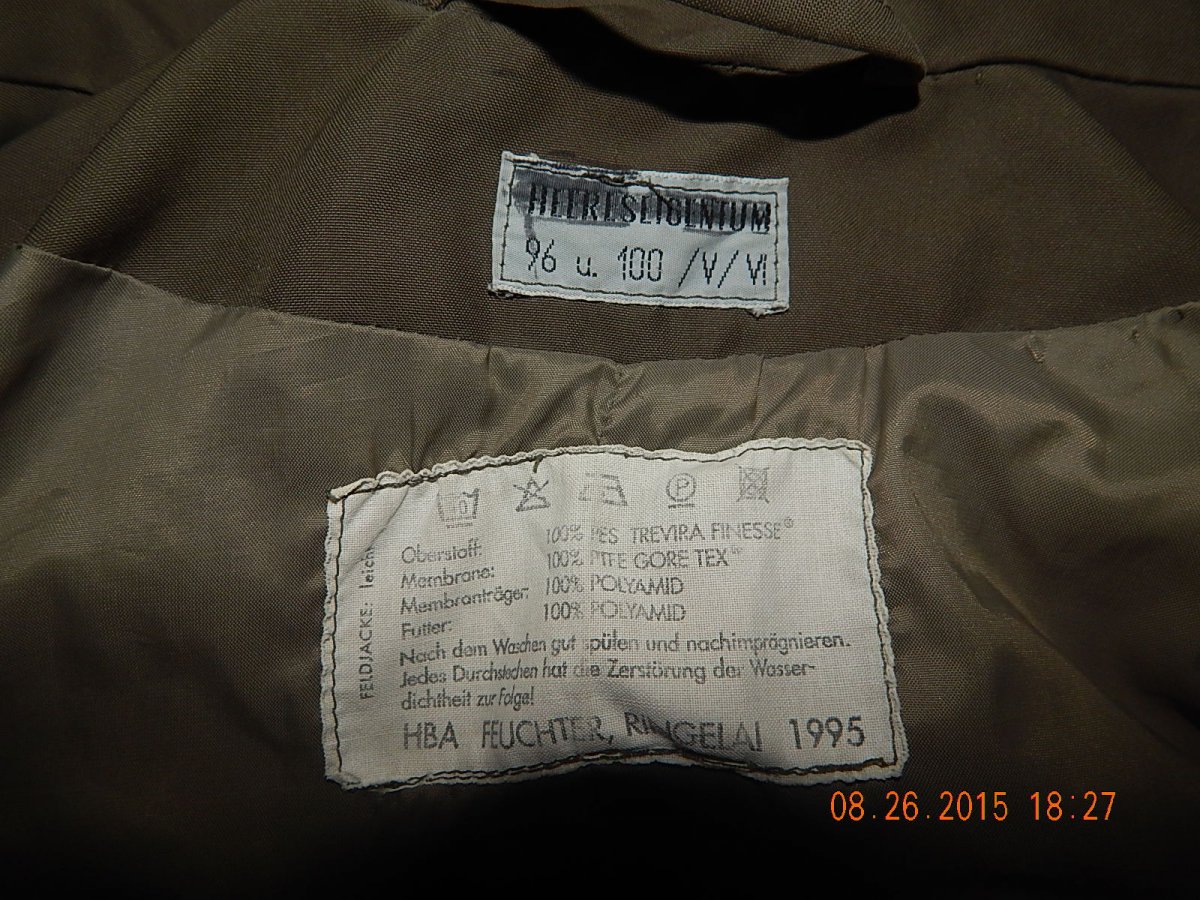 HEERESEIGENTUM
96 u. 100 /V/ VI
40
P
FELDJACKE: leicht
Oberstoff: 100% PES TREVIRA FINESSE®
Membrane: 100% PTFE GORE TEX
Membranträger: 100% POLYAMID
Futter: 100% POLYAMID
Nach dem Waschen gut spülen und nachimprägnieren.
Jedes Durchstechen hat die Zerstörung der Wasser-
dichtheit zur Folge!
HBA FEUCHTER, RINGELAI 1995
08.26.2015 18:27